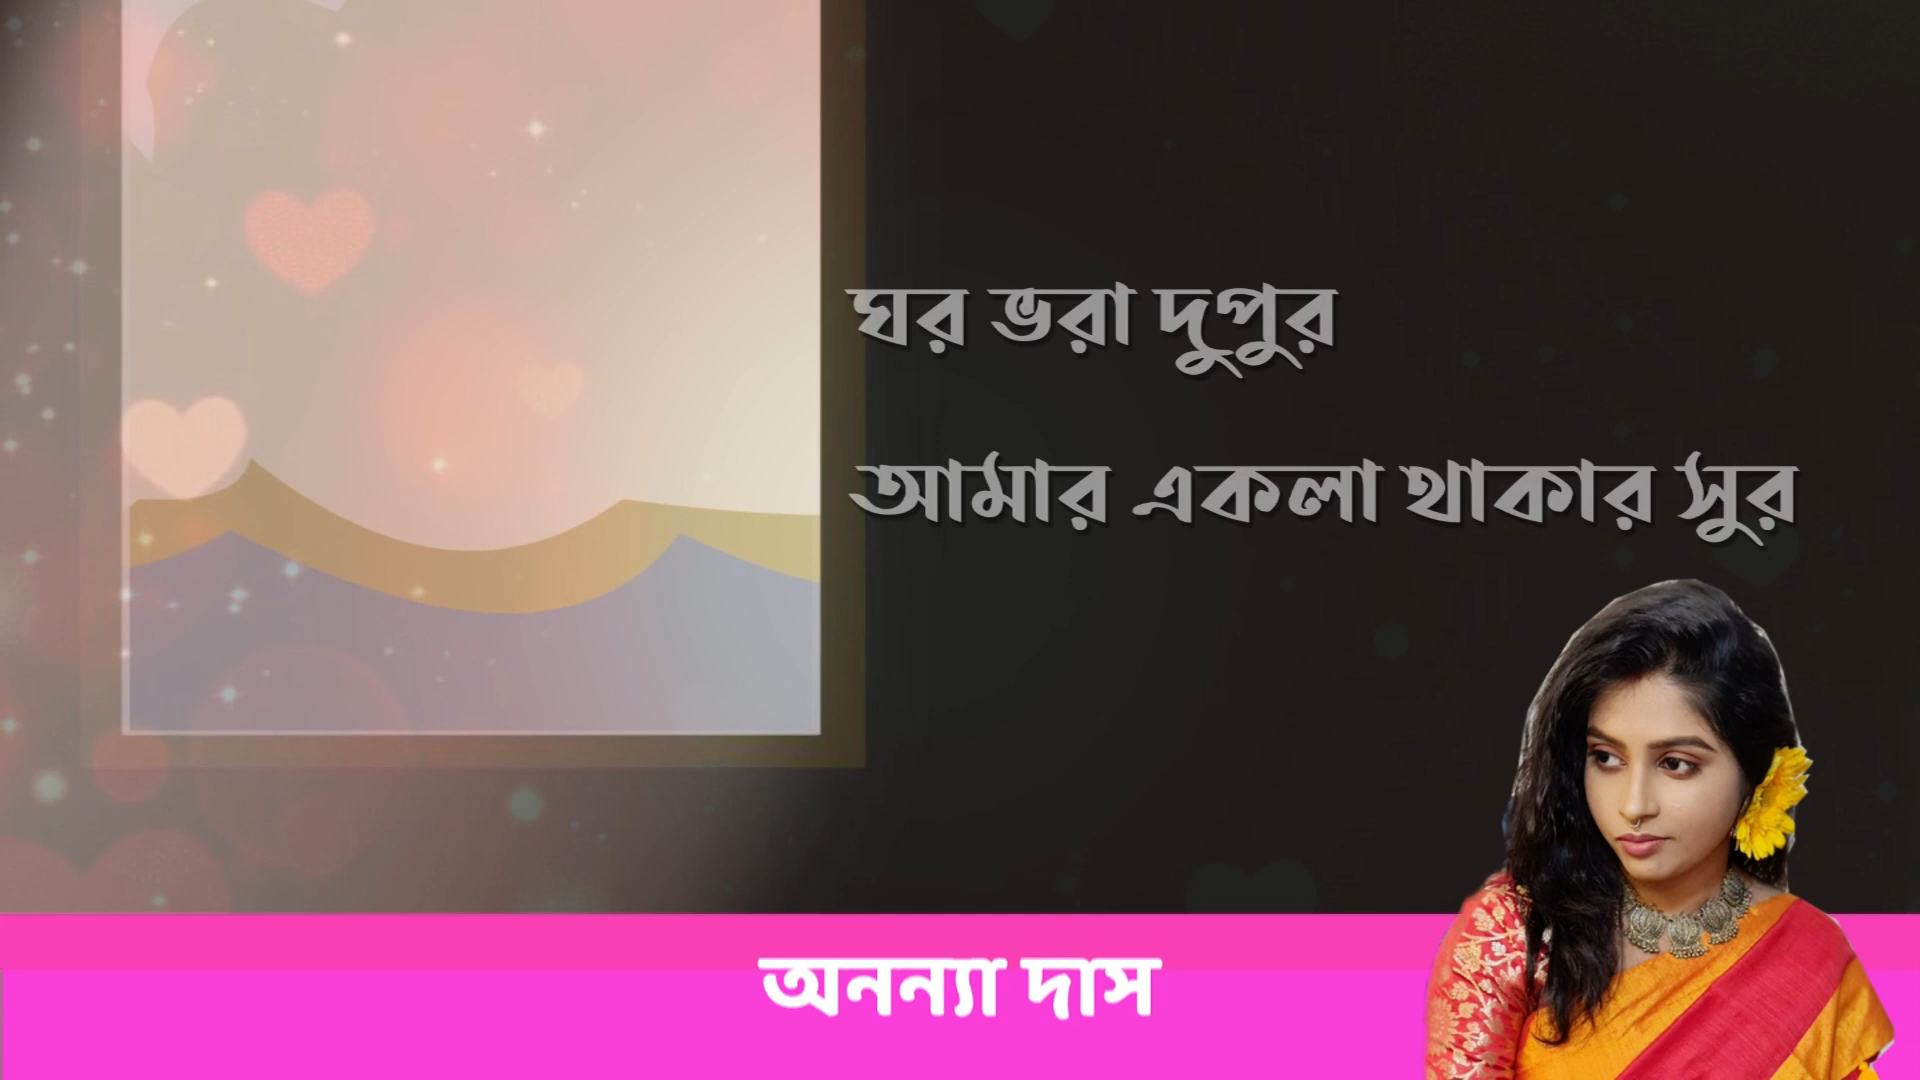 ঘর ভরা দুপুর
আমার একলা থাকার সুর
অনন্যা দাস